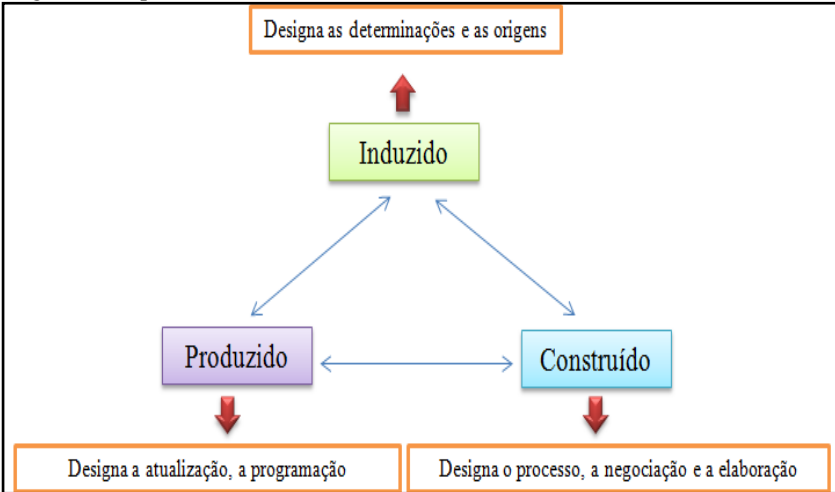 Designa as determinações e as origens
Induzido
Produzido
Construído
Designa a atualização, a programação
Designa o processo, a negociação e a elaboração